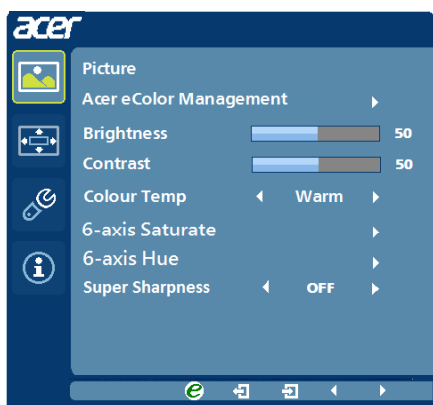 acer
Picture
Acer eColor Management
Brightness 50
Contrast 50
Colour Temp Warm
6-axis Saturate
6-axis Hue
Super Sharpness OFF
e